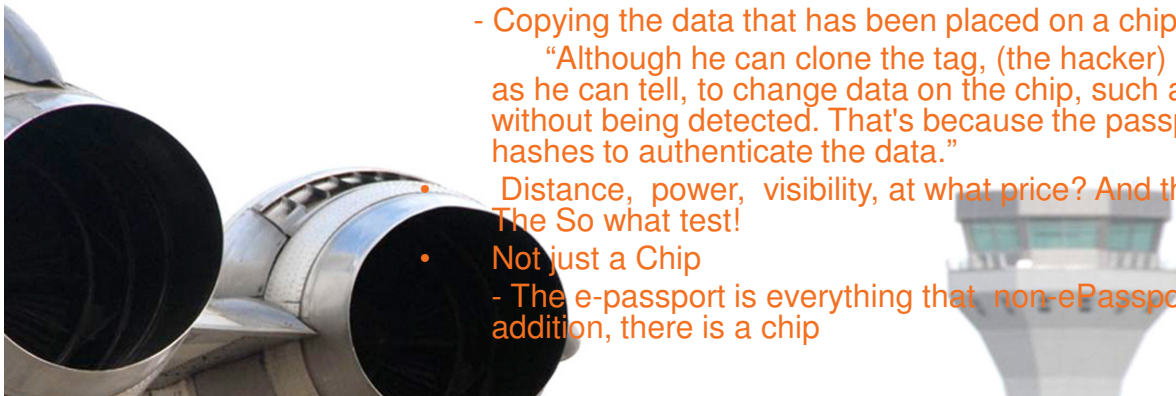 - Copying the data that has been placed on a chip
“Although he can clone the tag, (the hacker)
as he can tell, to change data on the chip, such
without being detected. That's because the
hashes to authenticate the data.”
• Distance, power, visibility, at what price? And
The So what test!
• Not just a Chip
- The e-passport is everything that non-
addition, there is a chip